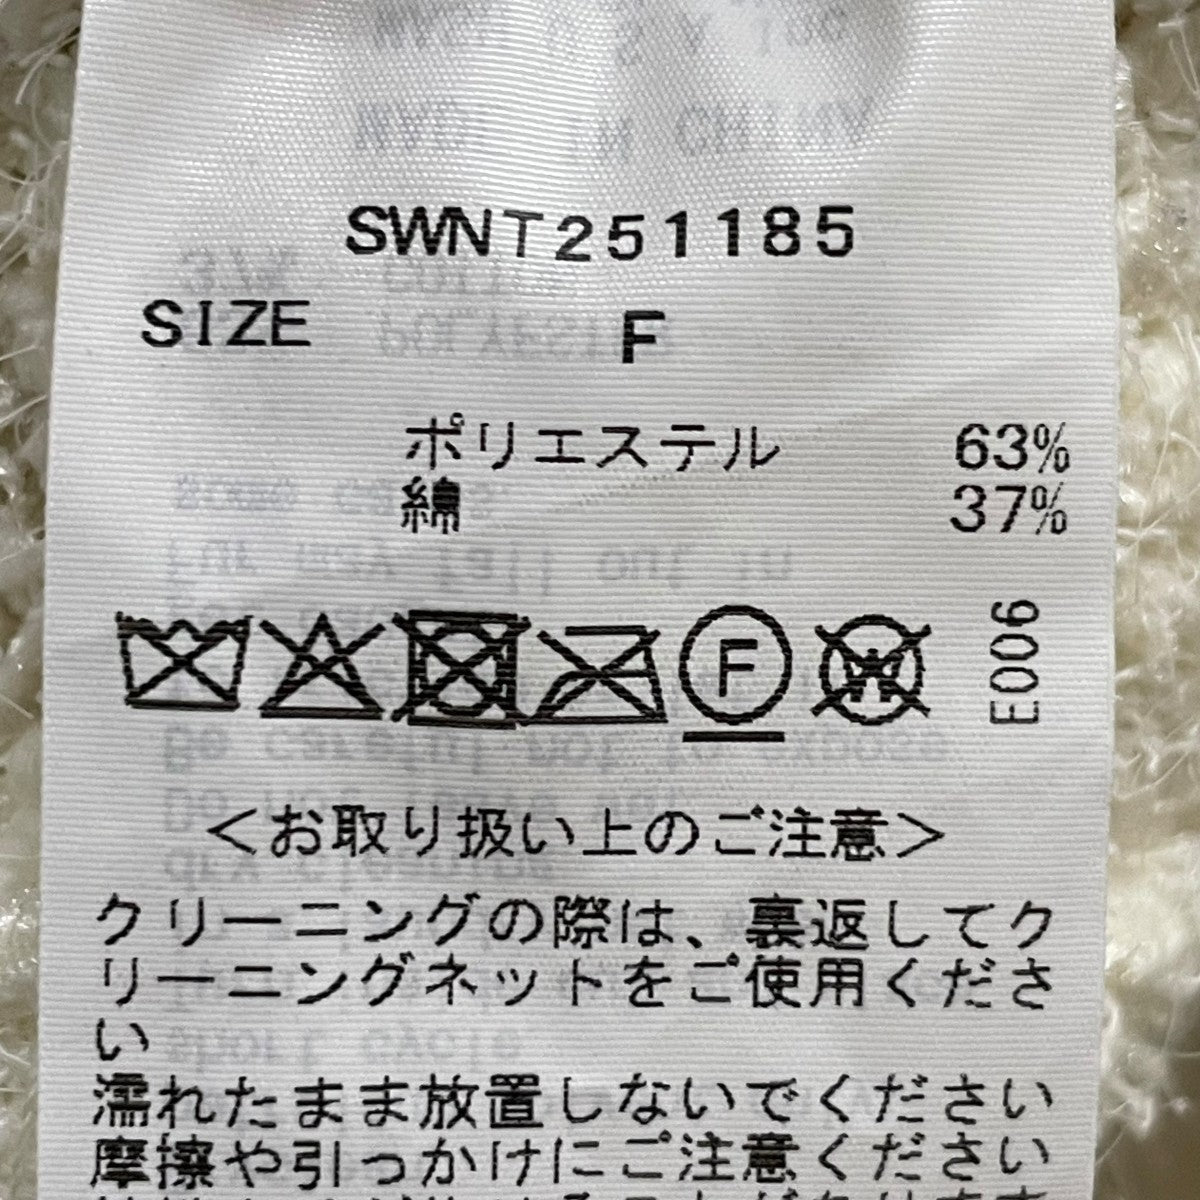 SWNT251185
SIZE F
ポリエステル 63%
綿 37%
F W E006
<お取り扱い上のご注意>
クリーニングの際は、裏返してク
リーニングネットをご使用くださ
い
濡れたまま放置しないでください
摩擦や引っかけにご注意ください